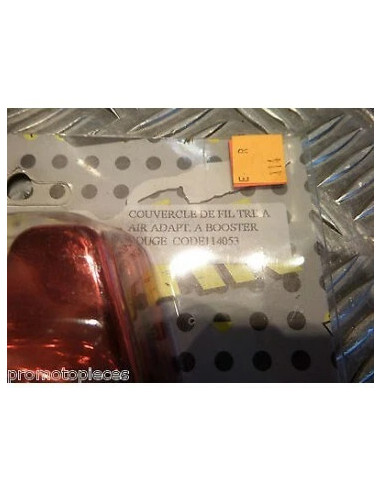 COUVERCLE DE FILTRE A
AIR ADAPT. A BOOSTER
ROUGE CODE114053
promotopieces